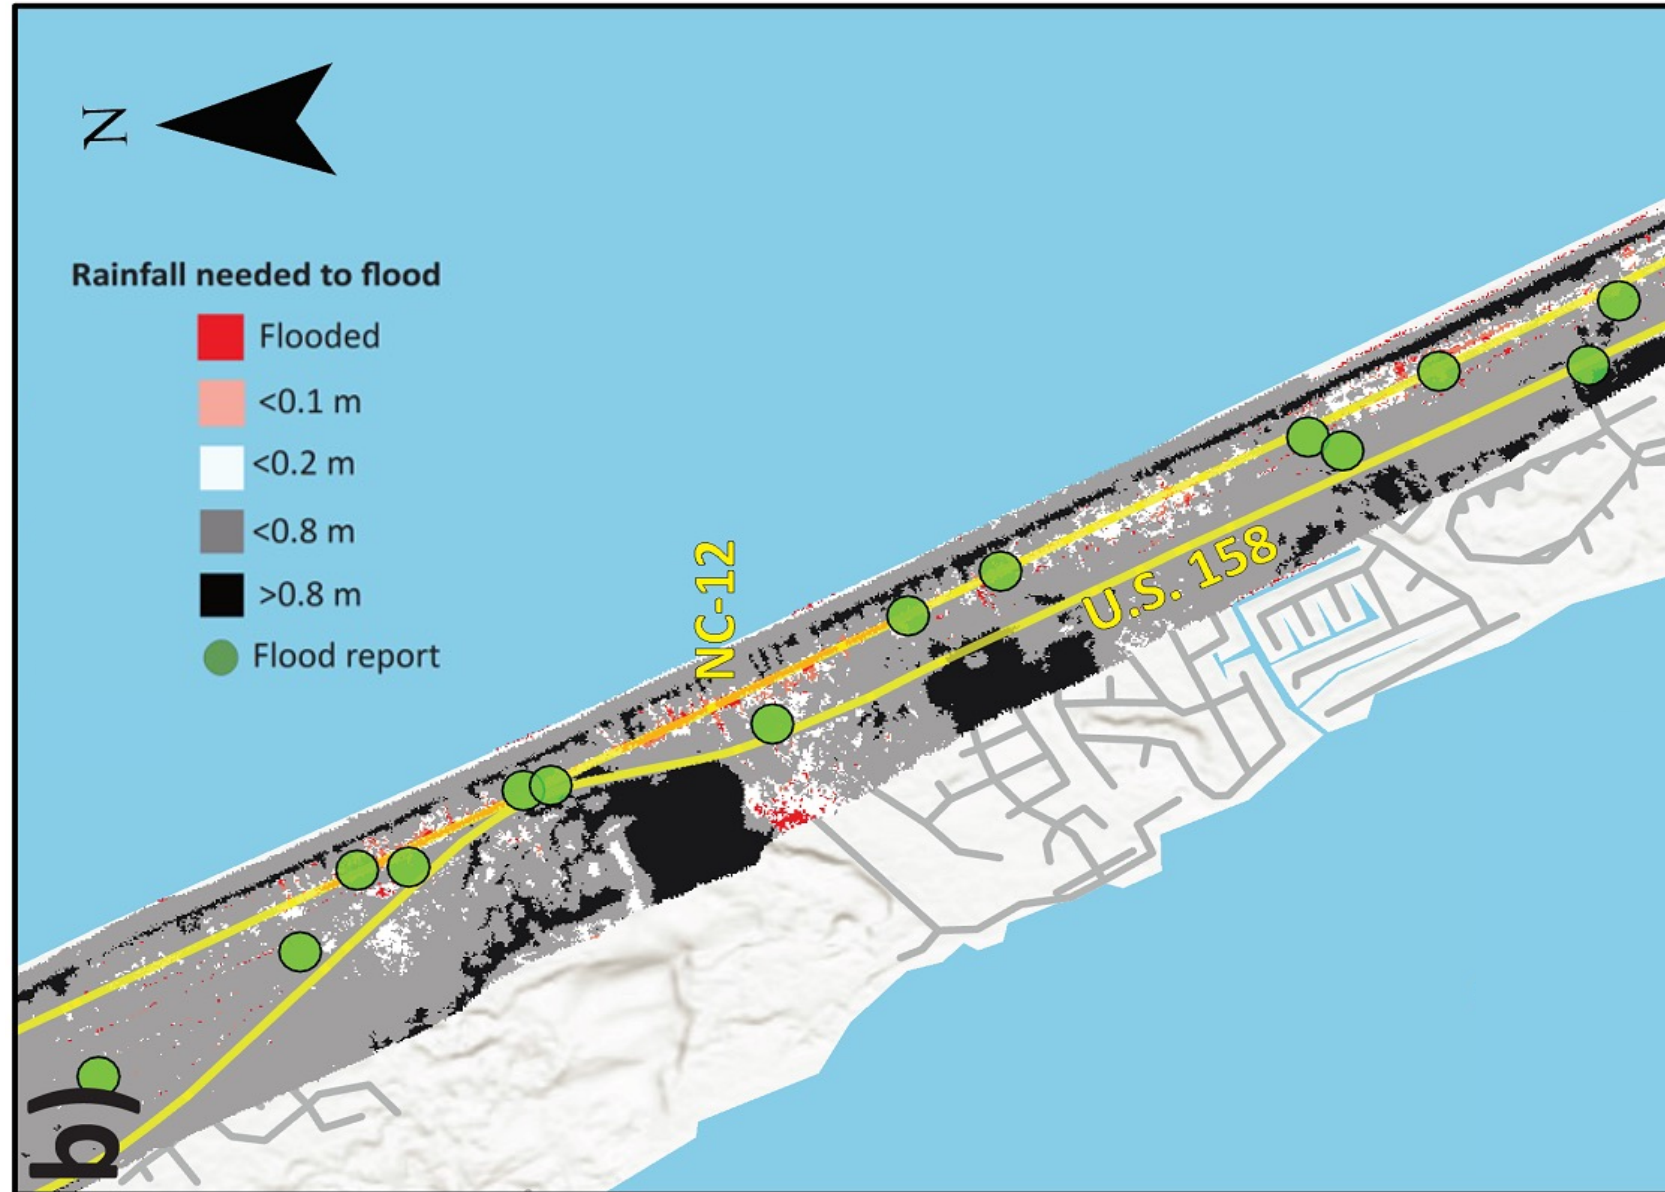 N
Rainfall needed to flood
Flooded
<0.1 m
<0.2 m
<0.8 m
>0.8 m
Flood report
NC-12
U.S. 158
b)